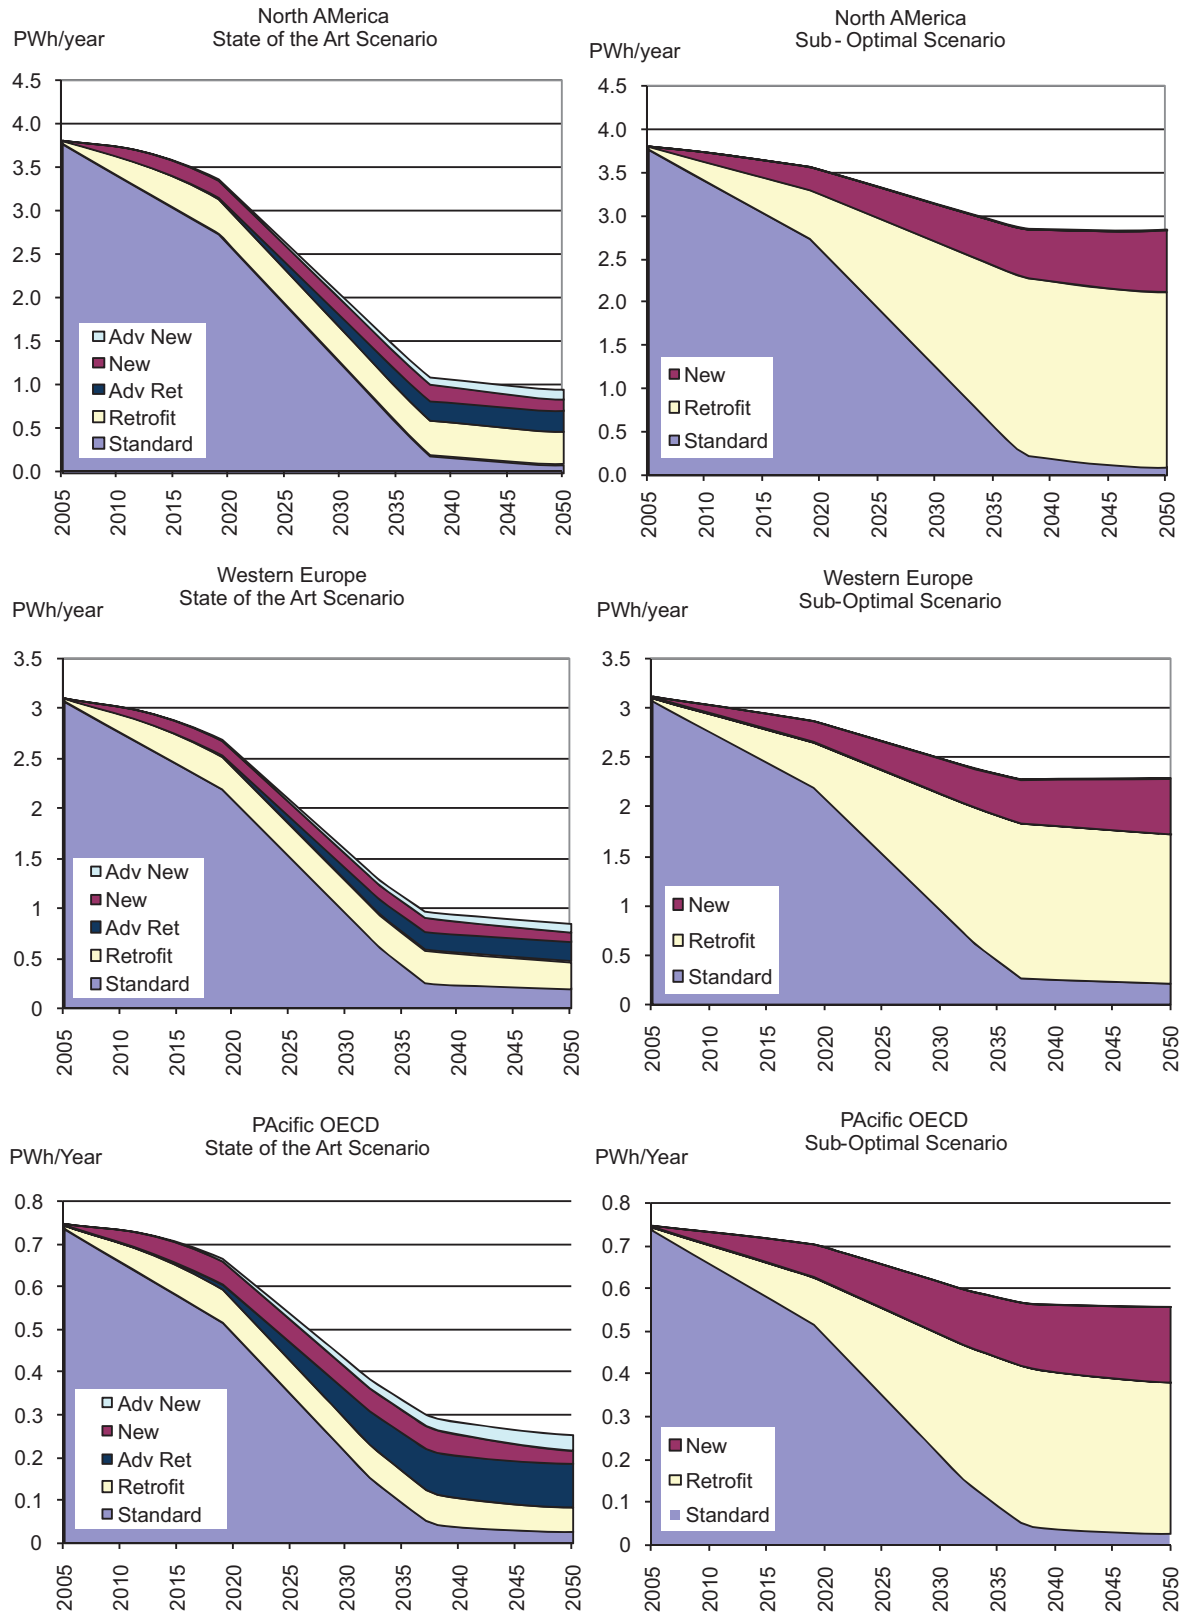 North AMerica
State of the Art Scenario
PWh/year
4.5
4.0
3.5
3.0
2.5
2.0
1.5
1.0
0.5
0.0
Adv New
New
Adv Ret
Retrofit
Standard
2005
2010
2015
2020
2025
2030
2035
2040
2045
2050
North AMerica
Sub - Optimal Scenario
PWh/year
4.5
4.0
3.5
3.0
2.5
2.0
1.5
1.0
0.5
0.0
New
Retrofit
Standard
2005
2010
2015
2020
2025
2030
2035
2040
2045
2050
Western Europe
State of the Art Scenario
PWh/year
3.5
3
2.5
2
1.5
1
0.5
0
Adv New
New
Adv Ret
Retrofit
Standard
2005
2010
2015
2020
2025
2030
2035
2040
2045
2050
Western Europe
Sub-Optimal Scenario
PWh/year
3.5
3
2.5
2
1.5
1
0.5
0
New
Retrofit
Standard
2005
2010
2015
2020
2025
2030
2035
2040
2045
2050
PAcific OECD
State of the Art Scenario
PWh/Year
0.8
0.7
0.6
0.5
0.4
0.3
0.2
0.1
0
Adv New
New
Adv Ret
Retrofit
Standard
2005
2010
2015
2020
2025
2030
2035
2040
2045
2050
PAcific OECD
Sub-Optimal Scenario
PWh/Year
0.8
0.7
0.6
0.5
0.4
0.3
0.2
0.1
0
New
Retrofit
Standard
2005
2010
2015
2020
2025
2030
2035
2040
2045
2050